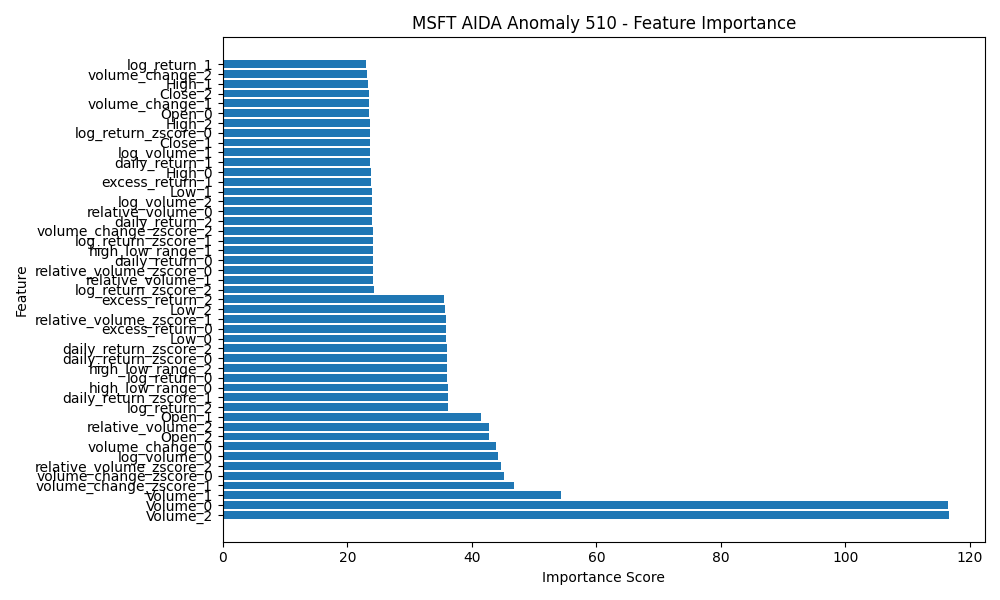 MSFT AIDA Anomaly 510 - Feature Importance
log_return_1
volume_change_2
High_1
Close_2
volume_change_1
Open_0
High_2
log_return_zscore_0
Close_1
log_volume_1
daily_return_1
High_0
excess_return_1
Low_1
log_volume_2
relative_volume_0
daily_return_2
volume_change_zscore_2
log_return_zscore_1
high_low_range_1
daily_return_0
relative_volume_zscore_0
relative_volume_1
log_return_zscore_2
excess_return_2
Low_2
relative_volume_zscore_1
excess_return_0
Low_0
daily_return_zscore_2
daily_return_zscore_0
high_low_range_2
log_return_0
high_low_range_0
daily_return_zscore_1
log_return_2
Open_1
relative_volume_2
Open_2
volume_change_0
log_volume_0
relative_volume_zscore_2
volume_change_zscore_0
volume_change_zscore_1
Volume_1
Volume_0
Volume_2
Feature
0 20 40 60 80 100 120
Importance Score